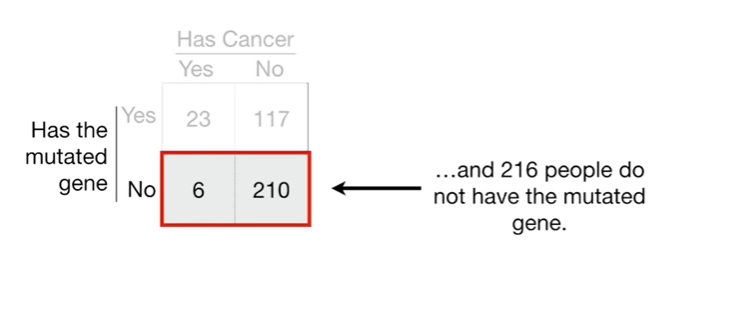 Has Cancer
Yes No
Yes 23 117
Has the
mutated
gene
No 6 210
…and 216 people do
not have the mutated
gene.